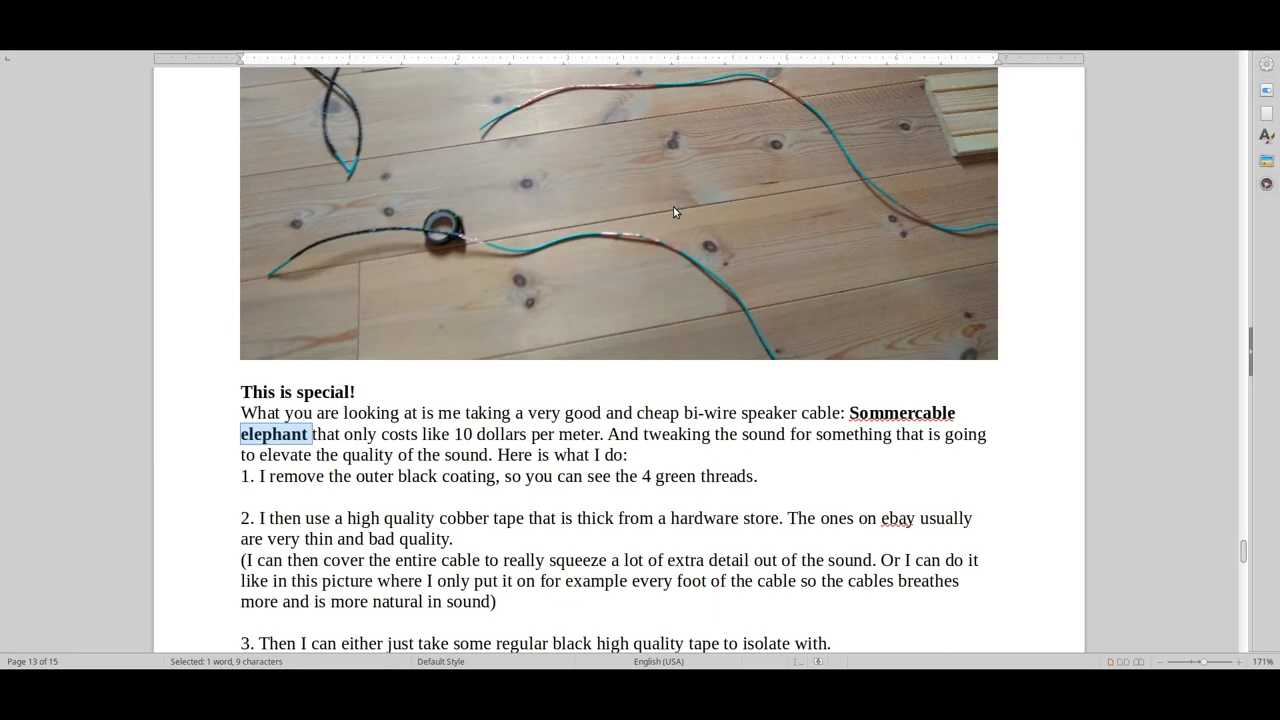 This is special!
What you are looking at is me taking a very good and cheap bi-wire speaker cable: Sommercable
elephant that only costs like 10 dollars per meter. And tweaking the sound for something that is going
to elevate the quality of the sound. Here is what I do:
1. I remove the outer black coating, so you can see the 4 green threads.
2. I then use a high quality cobber tape that is thick from a hardware store. The ones on ebay usually
are very thin and bad quality.
(I can then cover the entire cable to really squeeze a lot of extra detail out of the sound. Or I can do it
like in this picture where I only put it on for example every foot of the cable so the cables breathes
more and is more natural in sound)
3. Then I can either just take some regular black high quality tape to isolate with.
Page 13 of 15 Selected: 1 word, 9 characters Default Style English (USA) 171%